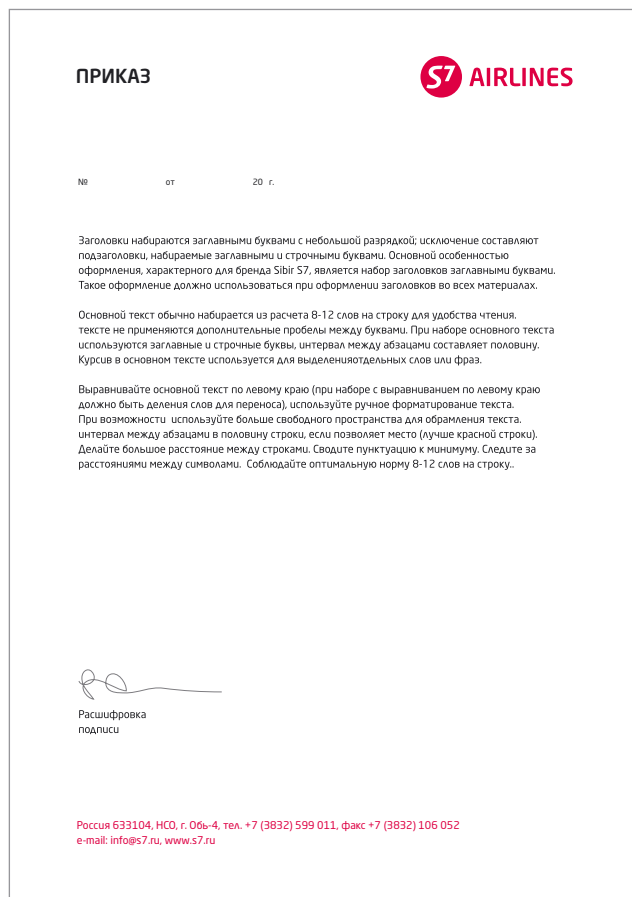 ПРИКАЗ
S7 AIRLINES
№ от 20 г.
Заголовки набираются заглавными буквами с небольшой разрядкой; исключение составляют
подзаголовки, набираемые заглавными и строчными буквами. Основной особенностью
оформления, характерного для бренда Sibir S7, является набор заголовков заглавными буквами.
Такое оформление должно использоваться при оформлении заголовков во всех материалах.
Основной текст обычно набирается из расчета 8-12 слов на строку для удобства чтения.
тексте не применяются дополнительные пробелы между буквами. При наборе основного текста
используются заглавные и строчные буквы, интервал между абзацами составляет половину.
Курсив в основном тексте используется для выделенияотдельных слов или фраз.
Выравнивайте основной текст по левому краю (при наборе с выравниванием по левому краю
должно быть деления слов для переноса), используйте ручное форматирование текста.
При возможности используйте больше свободного пространства для обрамления текста.
интервал между абзацами в половину строки, если позволяет место (лучше красной строки).
Делайте большое расстояние между строками. Сводите пунктуацию к минимуму. Следите за
расстояниями между символами. Соблюдайте оптимальную норму 8-12 слов на строку..
Расшифровка
подписи
Россия 633104, НСО, г. Обь-4, тел. +7 (3832) 599 011, факс +7 (3832) 106 052
e-mail: info@s7.ru, www.s7.ru